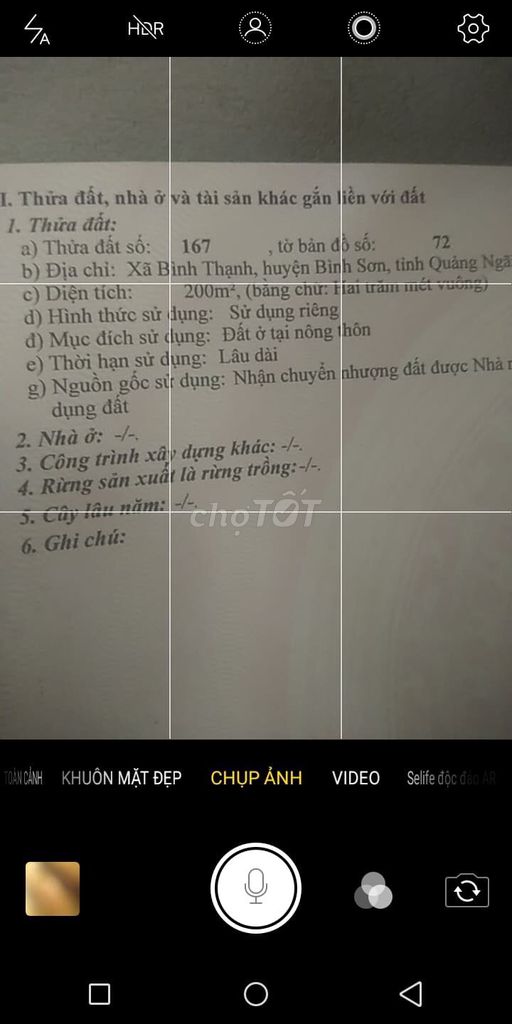 HDR
I. Thửa đất, nhà ở và tài sản khác gắn liền với đất
1. Thửa đất:
a) Thửa đất số: 167 , tờ bản đồ số: 72
b) Địa chỉ: Xã Bình Thạnh, huyện Bình Sơn, tỉnh Quảng Ngã
c) Diện tích: 200m², (bằng chữ: Hai trăm mét vuông)
d) Hình thức sử dụng: Sử dụng riêng
đ) Mục đích sử dụng: Đất ở tại nông thôn
e) Thời hạn sử dụng: Lâu dài
g) Nguồn gốc sử dụng: Nhận chuyển nhượng đất được Nhà
dụng đất
2. Nhà ở: -/-.
3. Công trình xây dựng khác: -/-.
4. Rừng sản xuất là rừng trồng: -/-.
5. Cây lâu năm: -/-.
chợTỐT
6. Ghi chú:
TOÀN CẢNH KHUÔN MẶT ĐẸP CHỤP ẢNH VIDEO Selife độc đáo AR